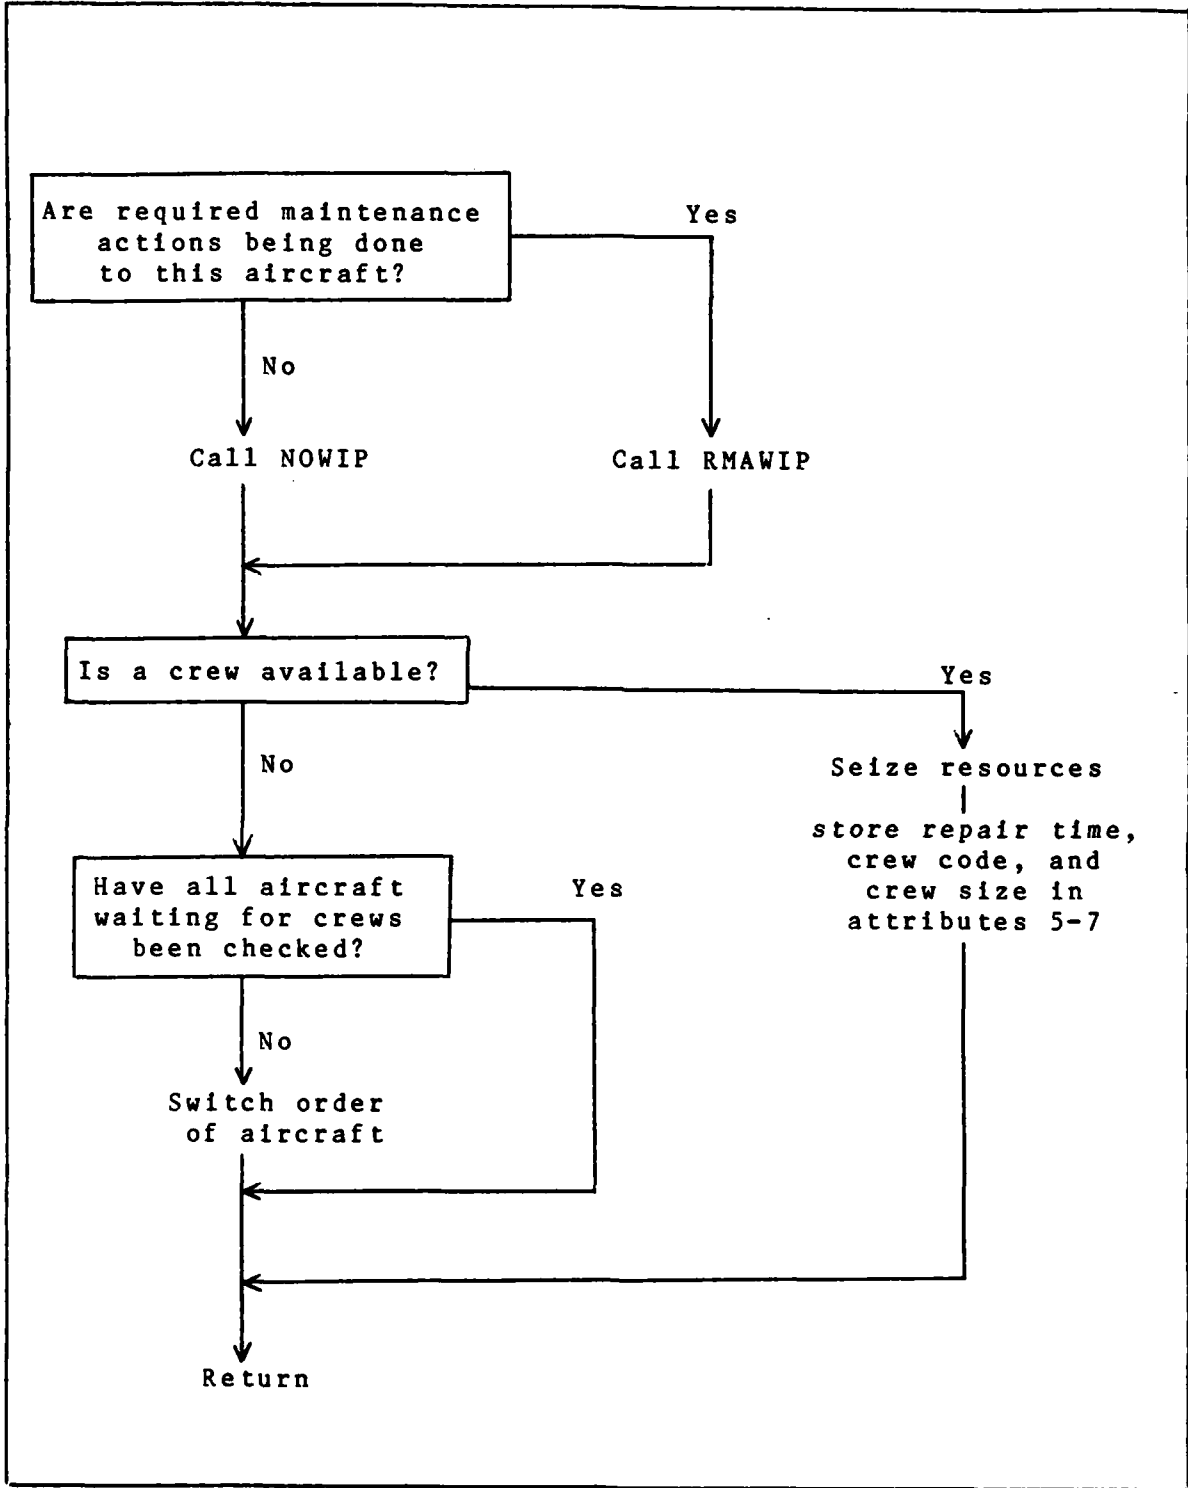 Are required maintenance
actions being done
to this aircraft?
Yes
No
Call NOWIP
Call RMAWIP
Is a crew available?
Yes
No
Seize resources
store repair time,
crew code, and
crew size in
attributes 5-7
Have all aircraft
waiting for crews
been checked?
Yes
No
Switch order
of aircraft
Return